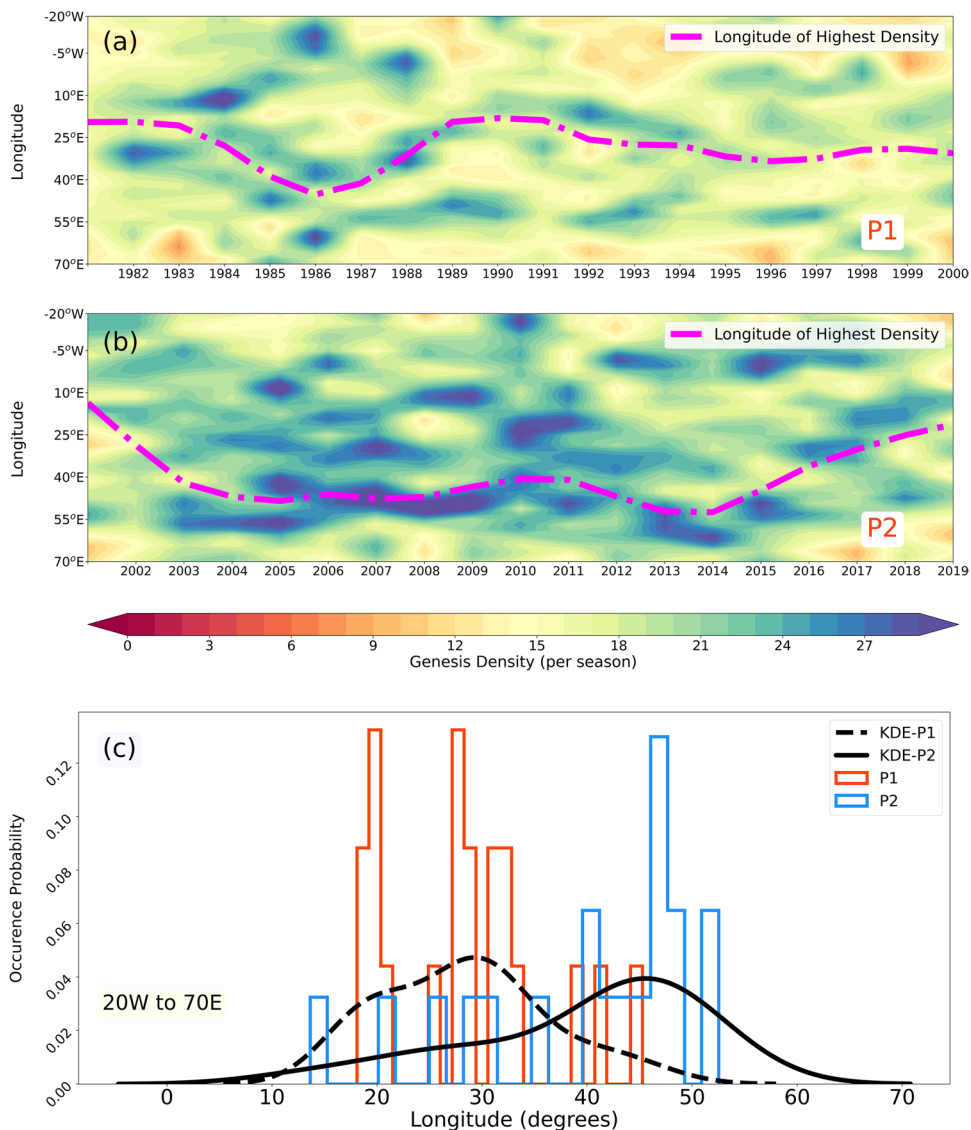 -20°W
(a)
Longitude of Highest Density
-5°W
10°E
Longitude
25°E
40°E
55°E
P1
70°E
1982 1983 1984 1985 1986 1987 1988 1989 1990 1991 1992 1993 1994 1995 1996 1997 1998 1999 2000
-20°W
(b)
Longitude of Highest Density
-5°W
10°E
Longitude
25°E
40°E
55°E
P2
70°E
2002 2003 2004 2005 2006 2007 2008 2009 2010 2011 2012 2013 2014 2015 2016 2017 2018 2019
0 3 6 9 12 15 18 21 24 27
Genesis Density (per season)
(c)
KDE-P1
KDE-P2
P1
P2
0.12
0.10
0.08
0.06
0.04
0.02
0.00
Occurence Probability
20W to 70E
0 10 20 30 40 50 60 70
Longitude (degrees)